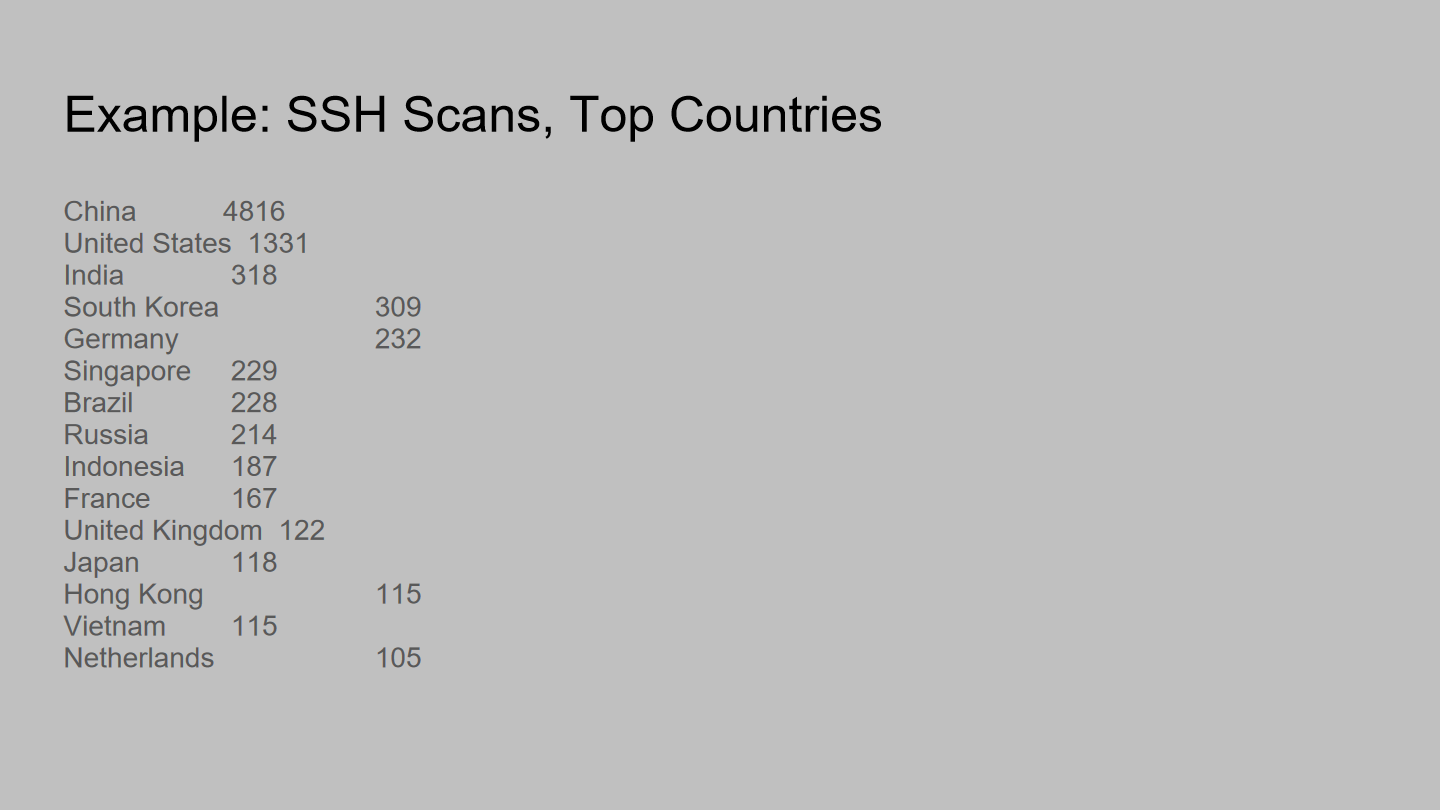 Example: SSH Scans, Top Countries
China 4816
United States 1331
India 318
South Korea 309
Germany 232
Singapore 229
Brazil 228
Russia 214
Indonesia 187
France 167
United Kingdom 122
Japan 118
Hong Kong 115
Vietnam 115
Netherlands 105